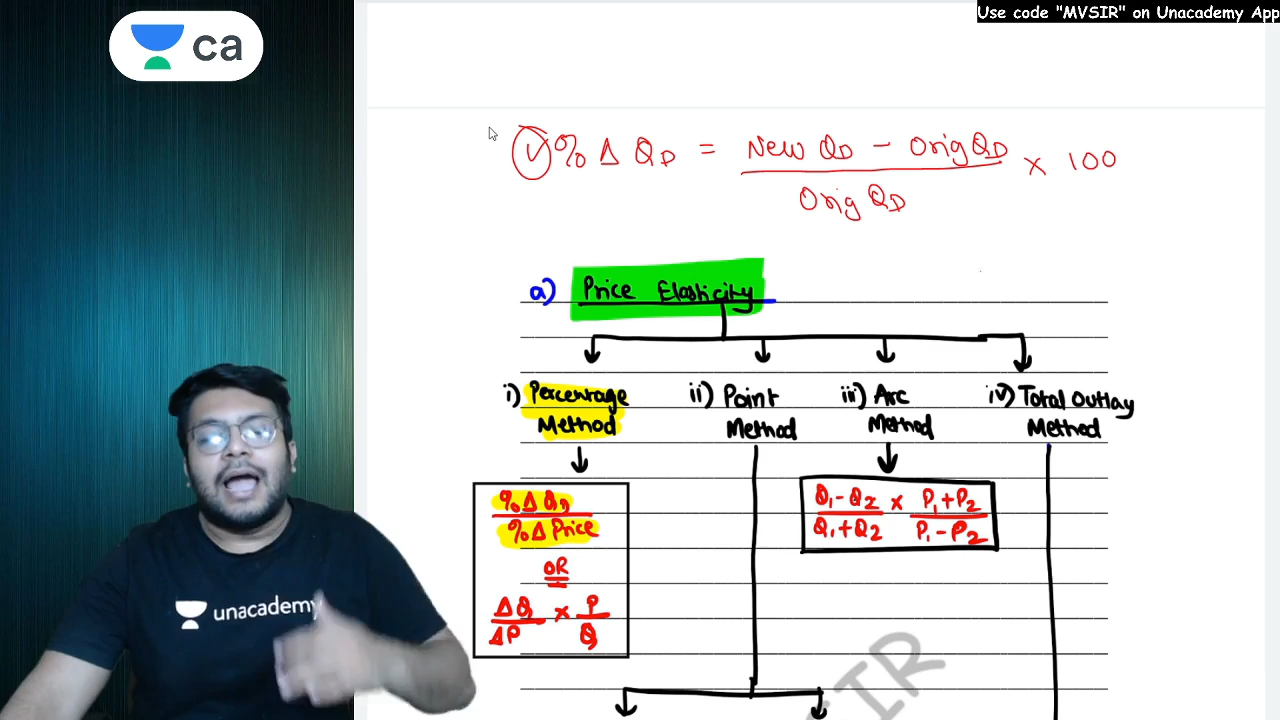 Use code "MVSIR" on Unacademy App
ca
% Δ QD = New QD - Orig QD × 100
Orig QD
a) Price Elasticity
i) Percentage Method
ii) Point Method
iii) Arc Method
iv) Total Outlay Method
%Δ QD
%Δ Price
OR
ΔQ × P
ΔP Q
Q1-Q2 × P1+P2
Q1+Q2 P1-P2
unacademy
IR